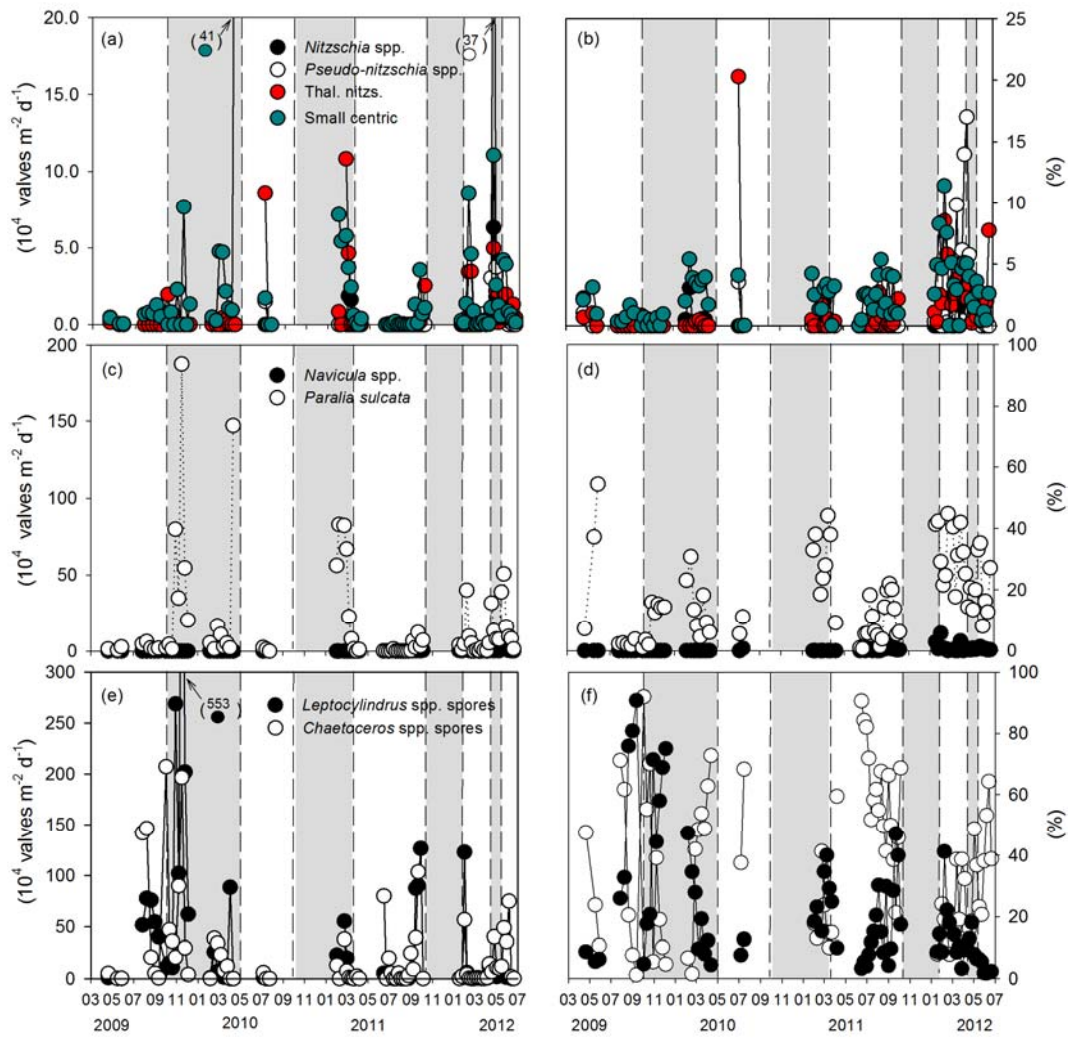 (a)
(41)
(37)
Nitzschia spp.
Pseudo-nitzschia spp.
Thal. nitzs.
Small centric
20.0
15.0
10.0
5.0
0.0
(10⁴ valves m⁻² d⁻¹)
(b)
25
20
15
10
5
0
(%)
(c)
Navicula spp.
Paralia sulcata
200
150
100
50
0
(10⁴ valves m⁻² d⁻¹)
(d)
100
80
60
40
20
0
(%)
(e)
(553)
Leptocylindrus spp. spores
Chaetoceros spp. spores
300
250
200
150
100
50
0
(10⁴ valves m⁻² d⁻¹)
(f)
100
80
60
40
20
0
(%)
03 05 07 09 11 01 03 05 07 09 11 01 03 05 07 09 11 01 03 05 07
2009 2010 2011 2012
03 05 07 09 11 01 03 05 07 09 11 01 03 05 07 09 11 01 03 05 07
2009 2010 2011 2012